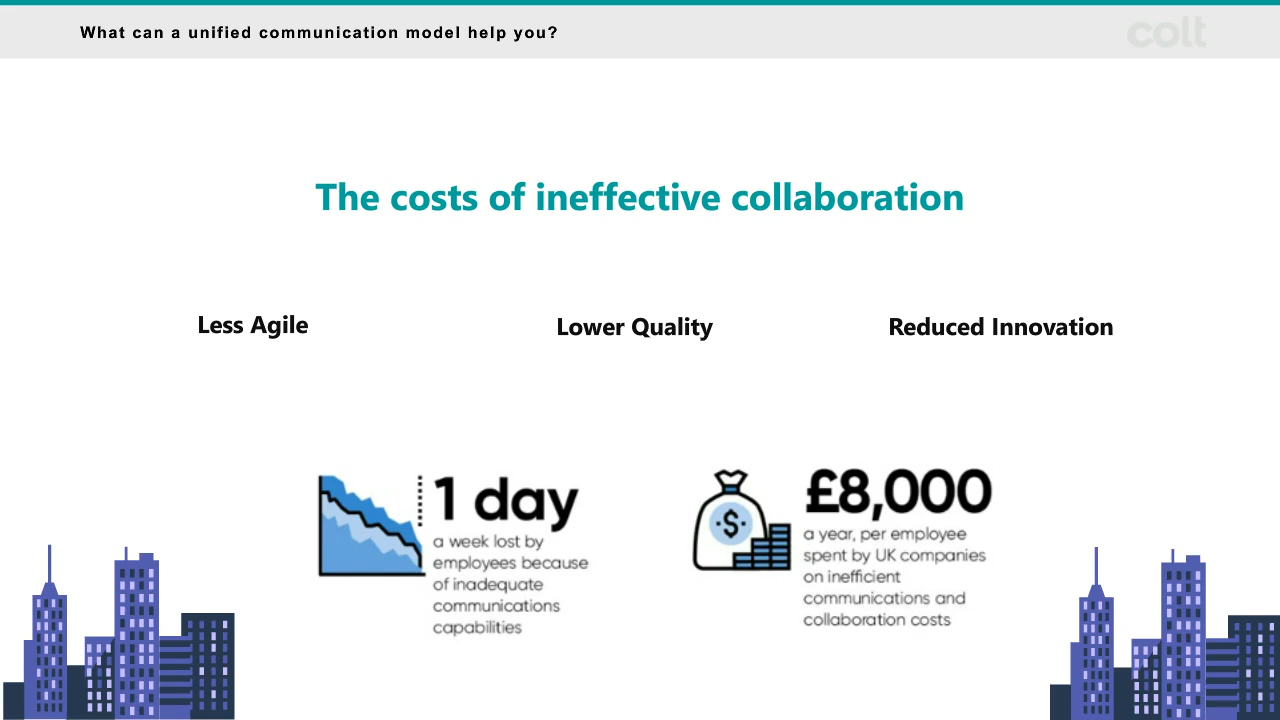 What can a unified communication model help you?
colt
The costs of ineffective collaboration
Less Agile
Lower Quality
Reduced Innovation
1 day
a week lost by
employees because
of inadequate
communications
capabilities
$
£8,000
a year, per employee
spent by UK companies
on inefficient
communications and
collaboration costs